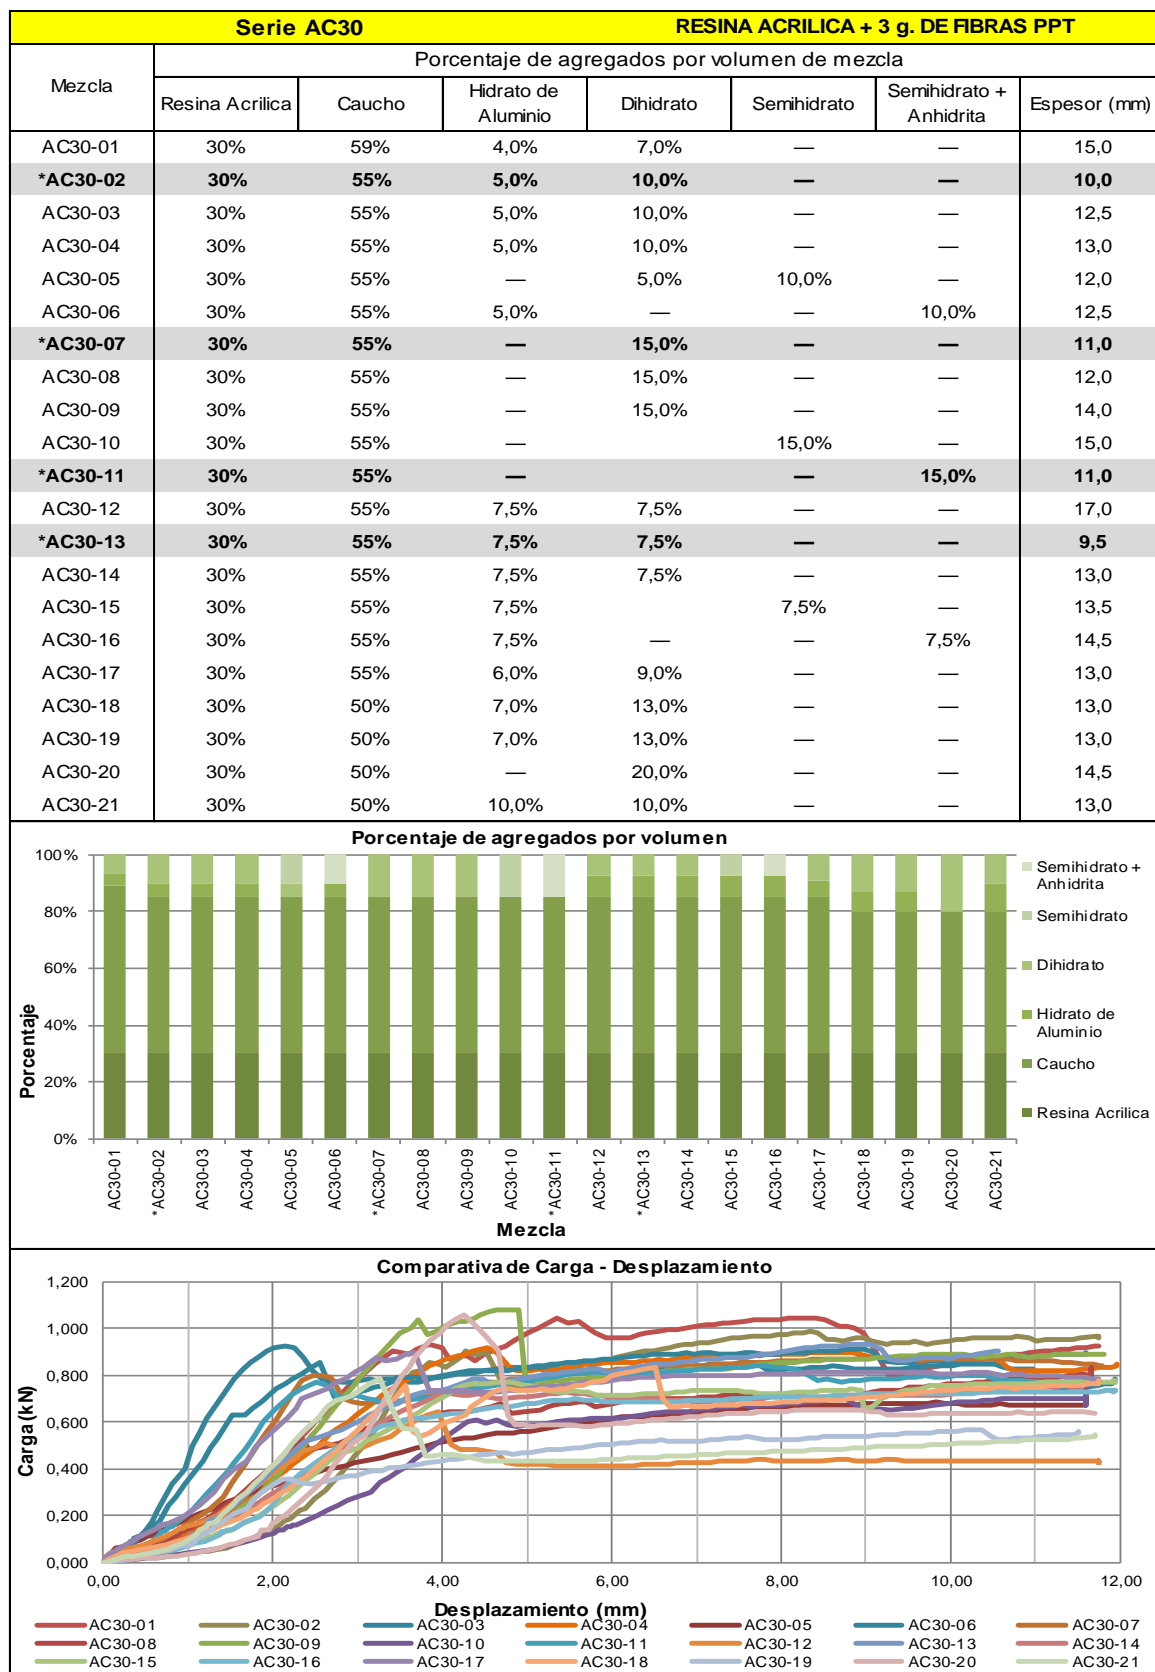 Serie AC30 RESINA ACRILICA + 3 g. DE FIBRAS PPT
Mezcla Porcentaje de agregados por volumen de mezcla
Resina Acrilica Caucho Hidrato de Aluminio Dihidrato Semihidrato Semihidrato + Anhidrita Espesor (mm)
AC30-01 30% 59% 4,0% 7,0% — — 15,0
*AC30-02 30% 55% 5,0% 10,0% — — 10,0
AC30-03 30% 55% 5,0% 10,0% — — 12,5
AC30-04 30% 55% 5,0% 10,0% — — 13,0
AC30-05 30% 55% — 5,0% 10,0% — 12,0
AC30-06 30% 55% 5,0% — — 10,0% 12,5
*AC30-07 30% 55% — 15,0% — — 11,0
AC30-08 30% 55% — 15,0% — — 12,0
AC30-09 30% 55% — 15,0% — — 14,0
AC30-10 30% 55% — 15,0% — 15,0
*AC30-11 30% 55% — — 15,0% 11,0
AC30-12 30% 55% 7,5% 7,5% — — 17,0
*AC30-13 30% 55% 7,5% 7,5% — — 9,5
AC30-14 30% 55% 7,5% 7,5% — — 13,0
AC30-15 30% 55% 7,5% 7,5% — 13,5
AC30-16 30% 55% 7,5% — — 7,5% 14,5
AC30-17 30% 55% 6,0% 9,0% — — 13,0
AC30-18 30% 50% 7,0% 13,0% — — 13,0
AC30-19 30% 50% 7,0% 13,0% — — 13,0
AC30-20 30% 50% — 20,0% — — 14,5
AC30-21 30% 50% 10,0% 10,0% — — 13,0
Porcentaje de agregados por volumen
Porcentaje
100%
80%
60%
40%
20%
0%
AC30-01 *AC30-02 AC30-03 AC30-04 AC30-05 AC30-06 *AC30-07 AC30-08 AC30-09 AC30-10 *AC30-11 AC30-12 *AC30-13 AC30-14 AC30-15 AC30-16 AC30-17 AC30-18 AC30-19 AC30-20 AC30-21
Mezcla
Semihidrato +
Anhidrita
Semihidrato
Dihidrato
Hidrato de
Aluminio
Caucho
Resina Acrilica
Comparativa de Carga - Desplazamiento
Carga (kN)
1,200
1,000
0,800
0,600
0,400
0,200
0,000
0,00 2,00 4,00 6,00 8,00 10,00 12,00
Desplazamiento (mm)
AC30-01 AC30-02 AC30-03 AC30-04 AC30-05 AC30-06 AC30-07
AC30-08 AC30-09 AC30-10 AC30-11 AC30-12 AC30-13 AC30-14
AC30-15 AC30-16 AC30-17 AC30-18 AC30-19 AC30-20 AC30-21